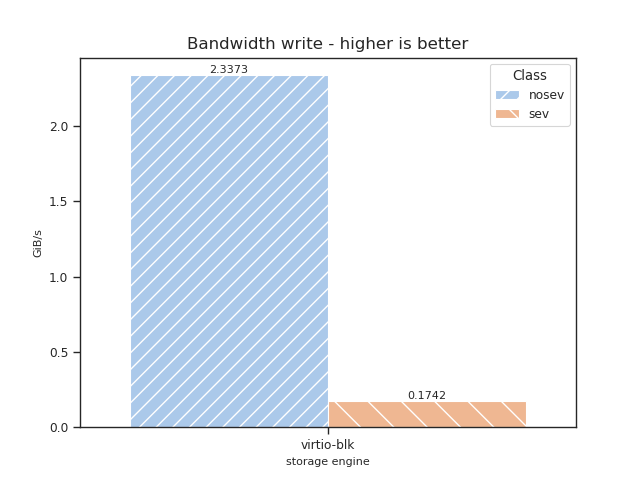 Bandwidth write - higher is better
2.3373
Class
nosev
sev
2.0
1.5
GiB/s
1.0
0.5
0.1742
0.0
virtio-blk
storage engine